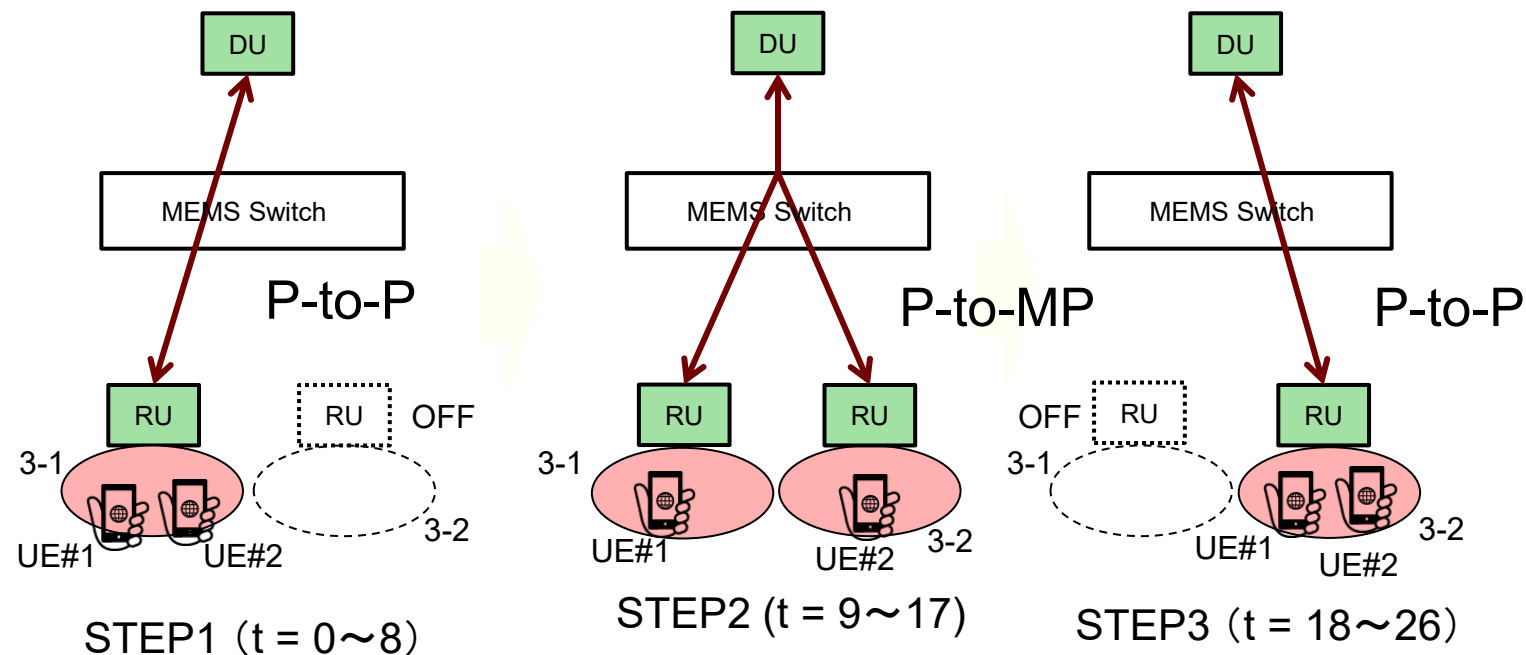 DU
MEMS Switch
P-to-P
RU
RU
OFF
3-1
3-2
UE#1
UE#2
STEP1（t = 0～8）
DU
MEMS Switch
P-to-MP
RU
RU
3-1
3-2
UE#1
UE#2
STEP2 (t = 9～17)
DU
MEMS Switch
P-to-P
OFF
RU
RU
3-1
3-2
UE#1
UE#2
STEP3（t = 18～26）